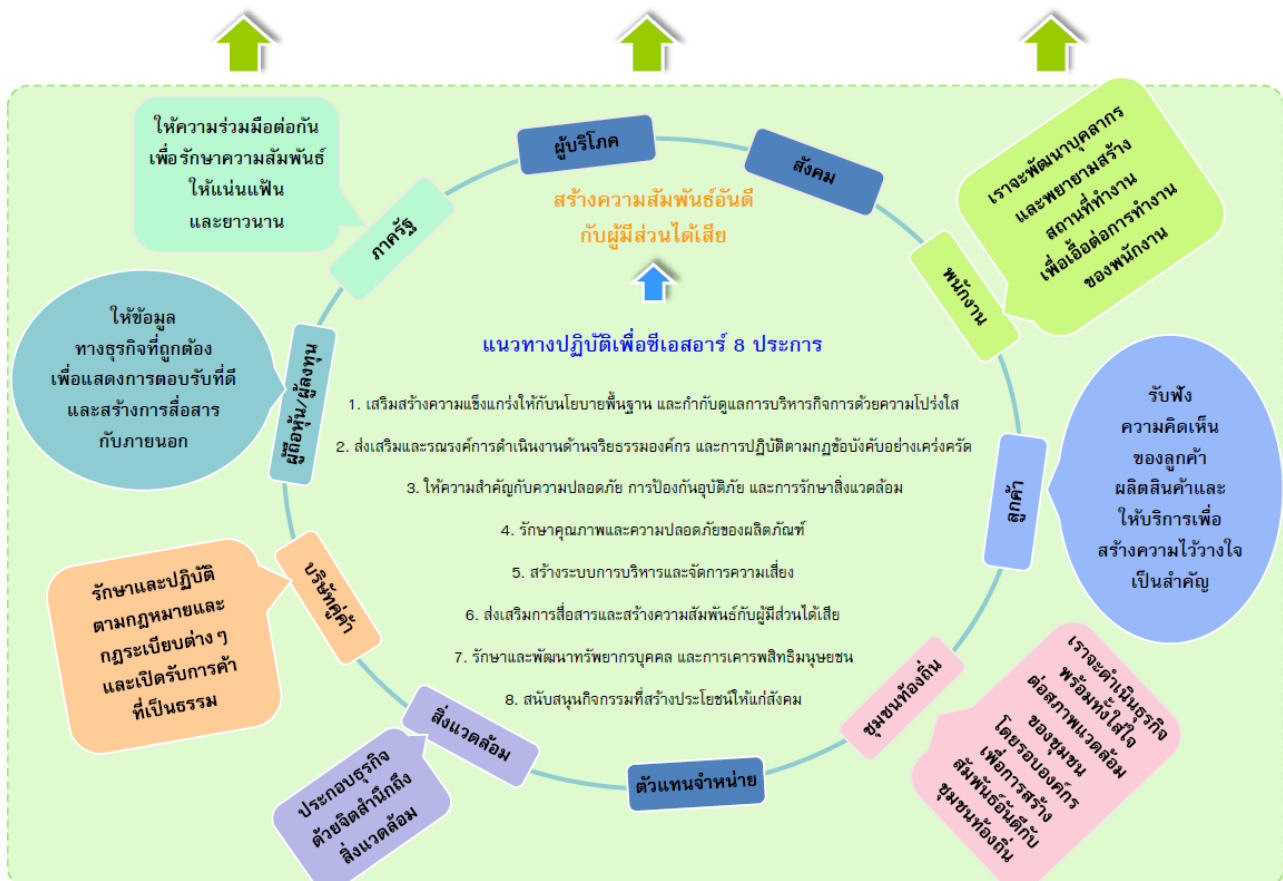 ให้ความร่วมมือต่อกัน
เพื่อรักษาความสัมพันธ์
ให้แน่นแฟ้น
และยาวนาน
ภาครัฐ
ผู้บริโภค
สังคม
เราจะพัฒนาบุคลากร
และพยายามสร้าง
สถานที่ทำงาน
เพื่อเอื้อต่อการทำงาน
ของพนักงาน
พนักงาน
สร้างความสัมพันธ์อันดี
กับผู้มีส่วนได้เสีย
ให้ข้อมูล
ทางธุรกิจที่ถูกต้อง
เพื่อแสดงการตอบรับที่ดี
และสร้างการสื่อสาร
กับภายนอก
ผู้ถือหุ้น/ผู้ลงทุน
แนวทางปฏิบัติเพื่อซีเอสอาร์ 8 ประการ
1. เสริมสร้างความแข็งแกร่งให้กับนโยบายพื้นฐาน และกำกับดูแลการบริหารกิจการด้วยความโปร่งใส
2. ส่งเสริมและรณรงค์การดำเนินงานด้านจริยธรรมองค์กร และการปฏิบัติตามกฎข้อบังคับอย่างเคร่งครัด
3. ให้ความสำคัญกับความปลอดภัย การป้องกันอุบัติภัย และการรักษาสิ่งแวดล้อม
4. รักษาคุณภาพและความปลอดภัยของผลิตภัณฑ์
5. สร้างระบบการบริหารและจัดการความเสี่ยง
6. ส่งเสริมการสื่อสารและสร้างความสัมพันธ์กับผู้มีส่วนได้เสีย
7. รักษาและพัฒนาทรัพยากรบุคคล และการเคารพสิทธิมนุษยชน
8. สนับสนุนกิจกรรมที่สร้างประโยชน์ให้แก่สังคม
ลูกค้า
รับฟัง
ความคิดเห็น
ของลูกค้า
ผลิตสินค้าและ
ให้บริการเพื่อ
สร้างความไว้วางใจ
เป็นสำคัญ
บริษัทคู่ค้า
รักษาและปฏิบัติ
ตามกฎหมายและ
กฎระเบียบต่างๆ
และเปิดรับการค้า
ที่เป็นธรรม
สิ่งแวดล้อม
ประกอบธุรกิจ
ด้วยจิตสำนึกถึง
สิ่งแวดล้อม
ตัวแทนจำหน่าย
ชุมชนท้องถิ่น
เราจะดำเนินธุรกิจ
พร้อมทั้งใส่ใจ
ต่อสภาพแวดล้อม
ของชุมชน
โดยรอบองค์กร
เพื่อการสร้าง
สัมพันธ์อันดีกับ
ชุมชนท้องถิ่น